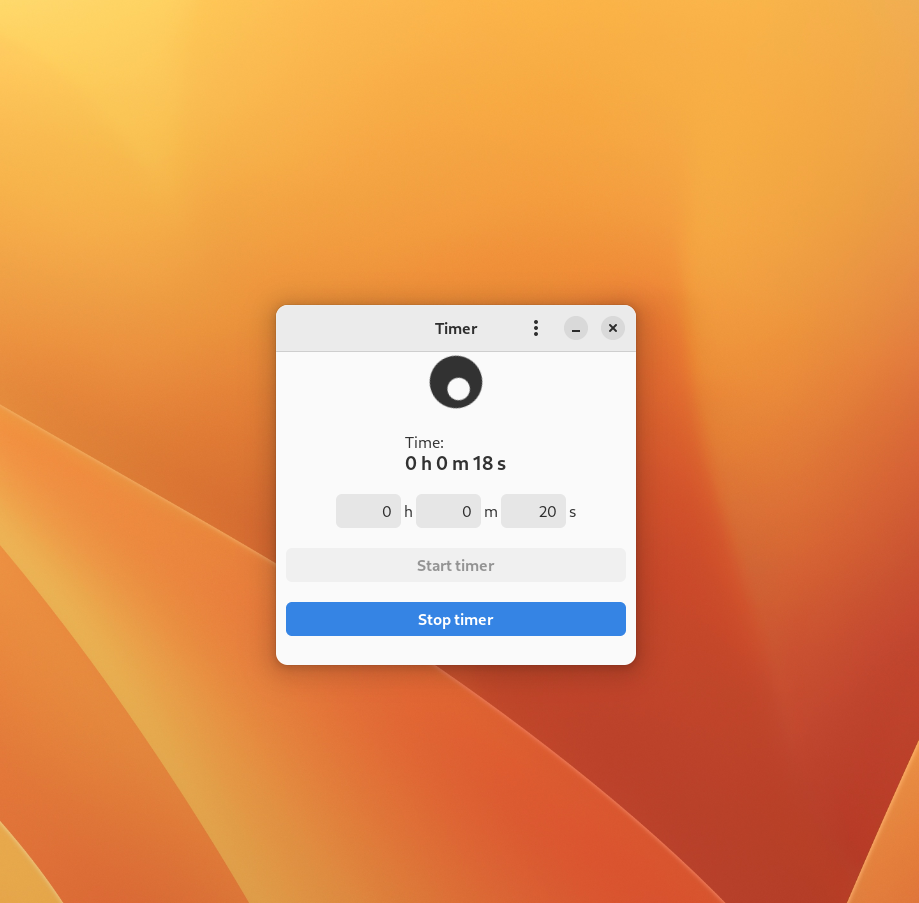 Timer
Time:
0 h 0 m 18 s
0 h 0 m 20 s
Start timer
Stop timer